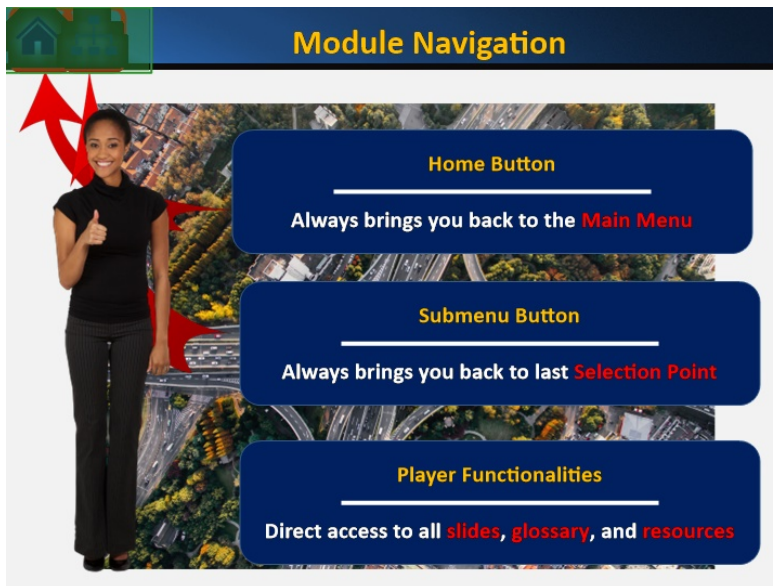 Module Navigation
Home Button
Always brings you back to the Main Menu
Submenu Button
Always brings you back to last Selection Point
Player Functionalities
Direct access to all slides, glossary, and resources